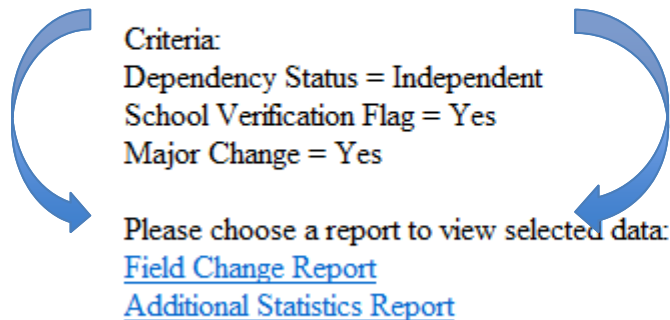 Criteria:
Dependency Status = Independent
School Verification Flag = Yes
Major Change = Yes
Please choose a report to view selected data:
Field Change Report
Additional Statistics Report